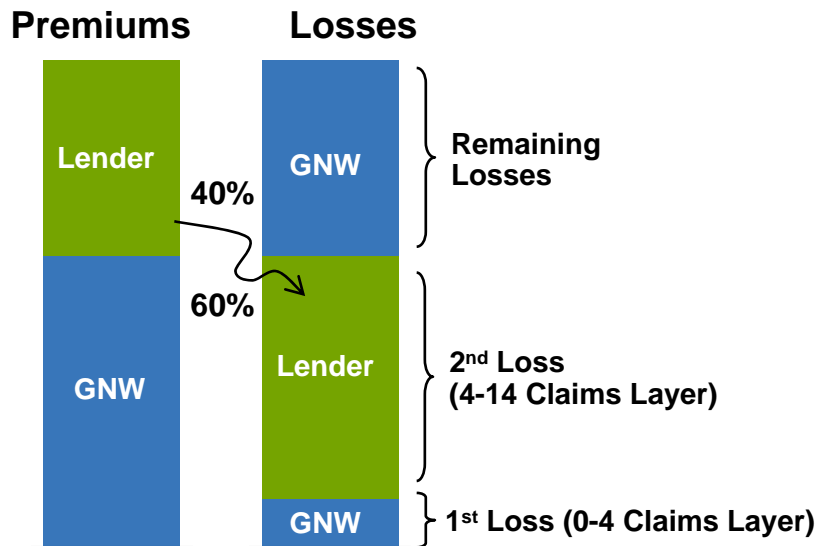 Premiums
Losses
Lender
GNW
Remaining
Losses
40%
60%
GNW
Lender
2nd Loss
(4-14 Claims Layer)
GNW
1st Loss (0-4 Claims Layer)